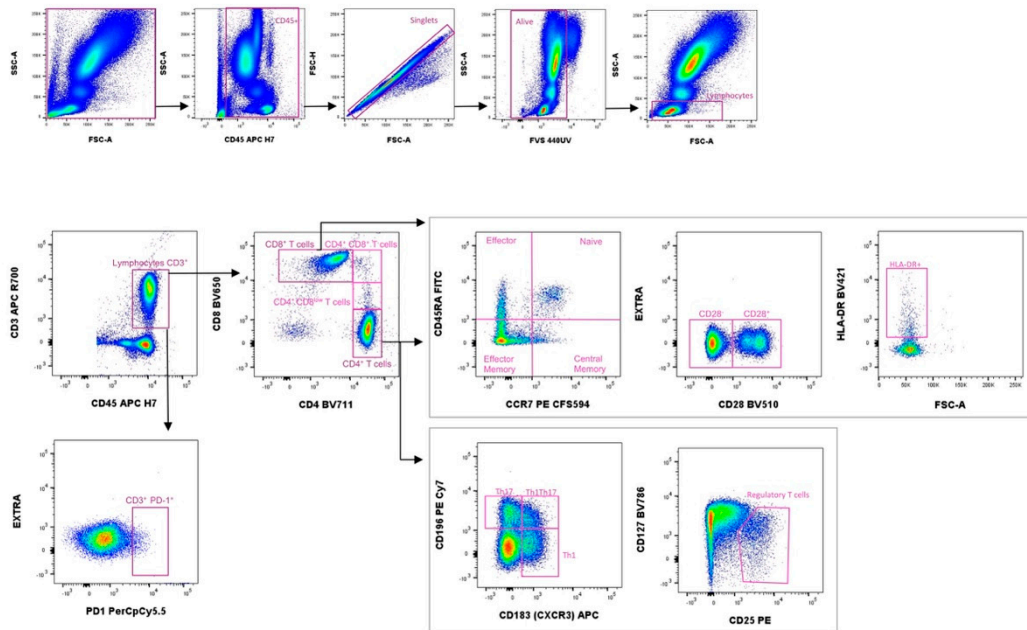 SSC-A
FSC-A
SSC-A
CD45+
CD45 APC H7
FSC-H
Singlets
FSC-A
SSC-A
Alive
FVS 440UV
SSC-A
Lymphocytes
FSC-A
CD3 APC R700
Lymphocytes CD3⁺
CD45 APC H7
CD8 BV650
CD8⁺ T cells
CD4⁺ CD8⁺ T cells
CD4⁺ T cells
CD4 BV711
CD45RA FITC
Effector
Naive
Effector
Memory
Central
Memory
CCR7 PE CFS594
EXTRA
CD28
CD28⁺
CD28 BV510
HLA-DR BV421
HLA-DR+
FSC-A
EXTRA
CD3⁺ PD-1⁺
PD1 PerCpCy5.5
CD196 PE Cy7
Th17
Th1Th17
Th1
CD183 (CXCR3) APC
CD127 BV786
Regulatory T cells
CD25 PE